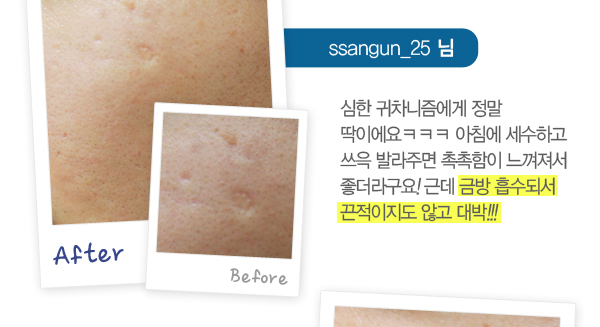 ssangun_25 님
심한 귀차니즘에게 정말
딱이에요ㅋㅋㅋ 아침에 세수하고
쓰윽 발라주면 촉촉함이 느껴져서
좋더라구요! 근데 금방 흡수되서
끈적이지도 않고 대박!!!
After
Before